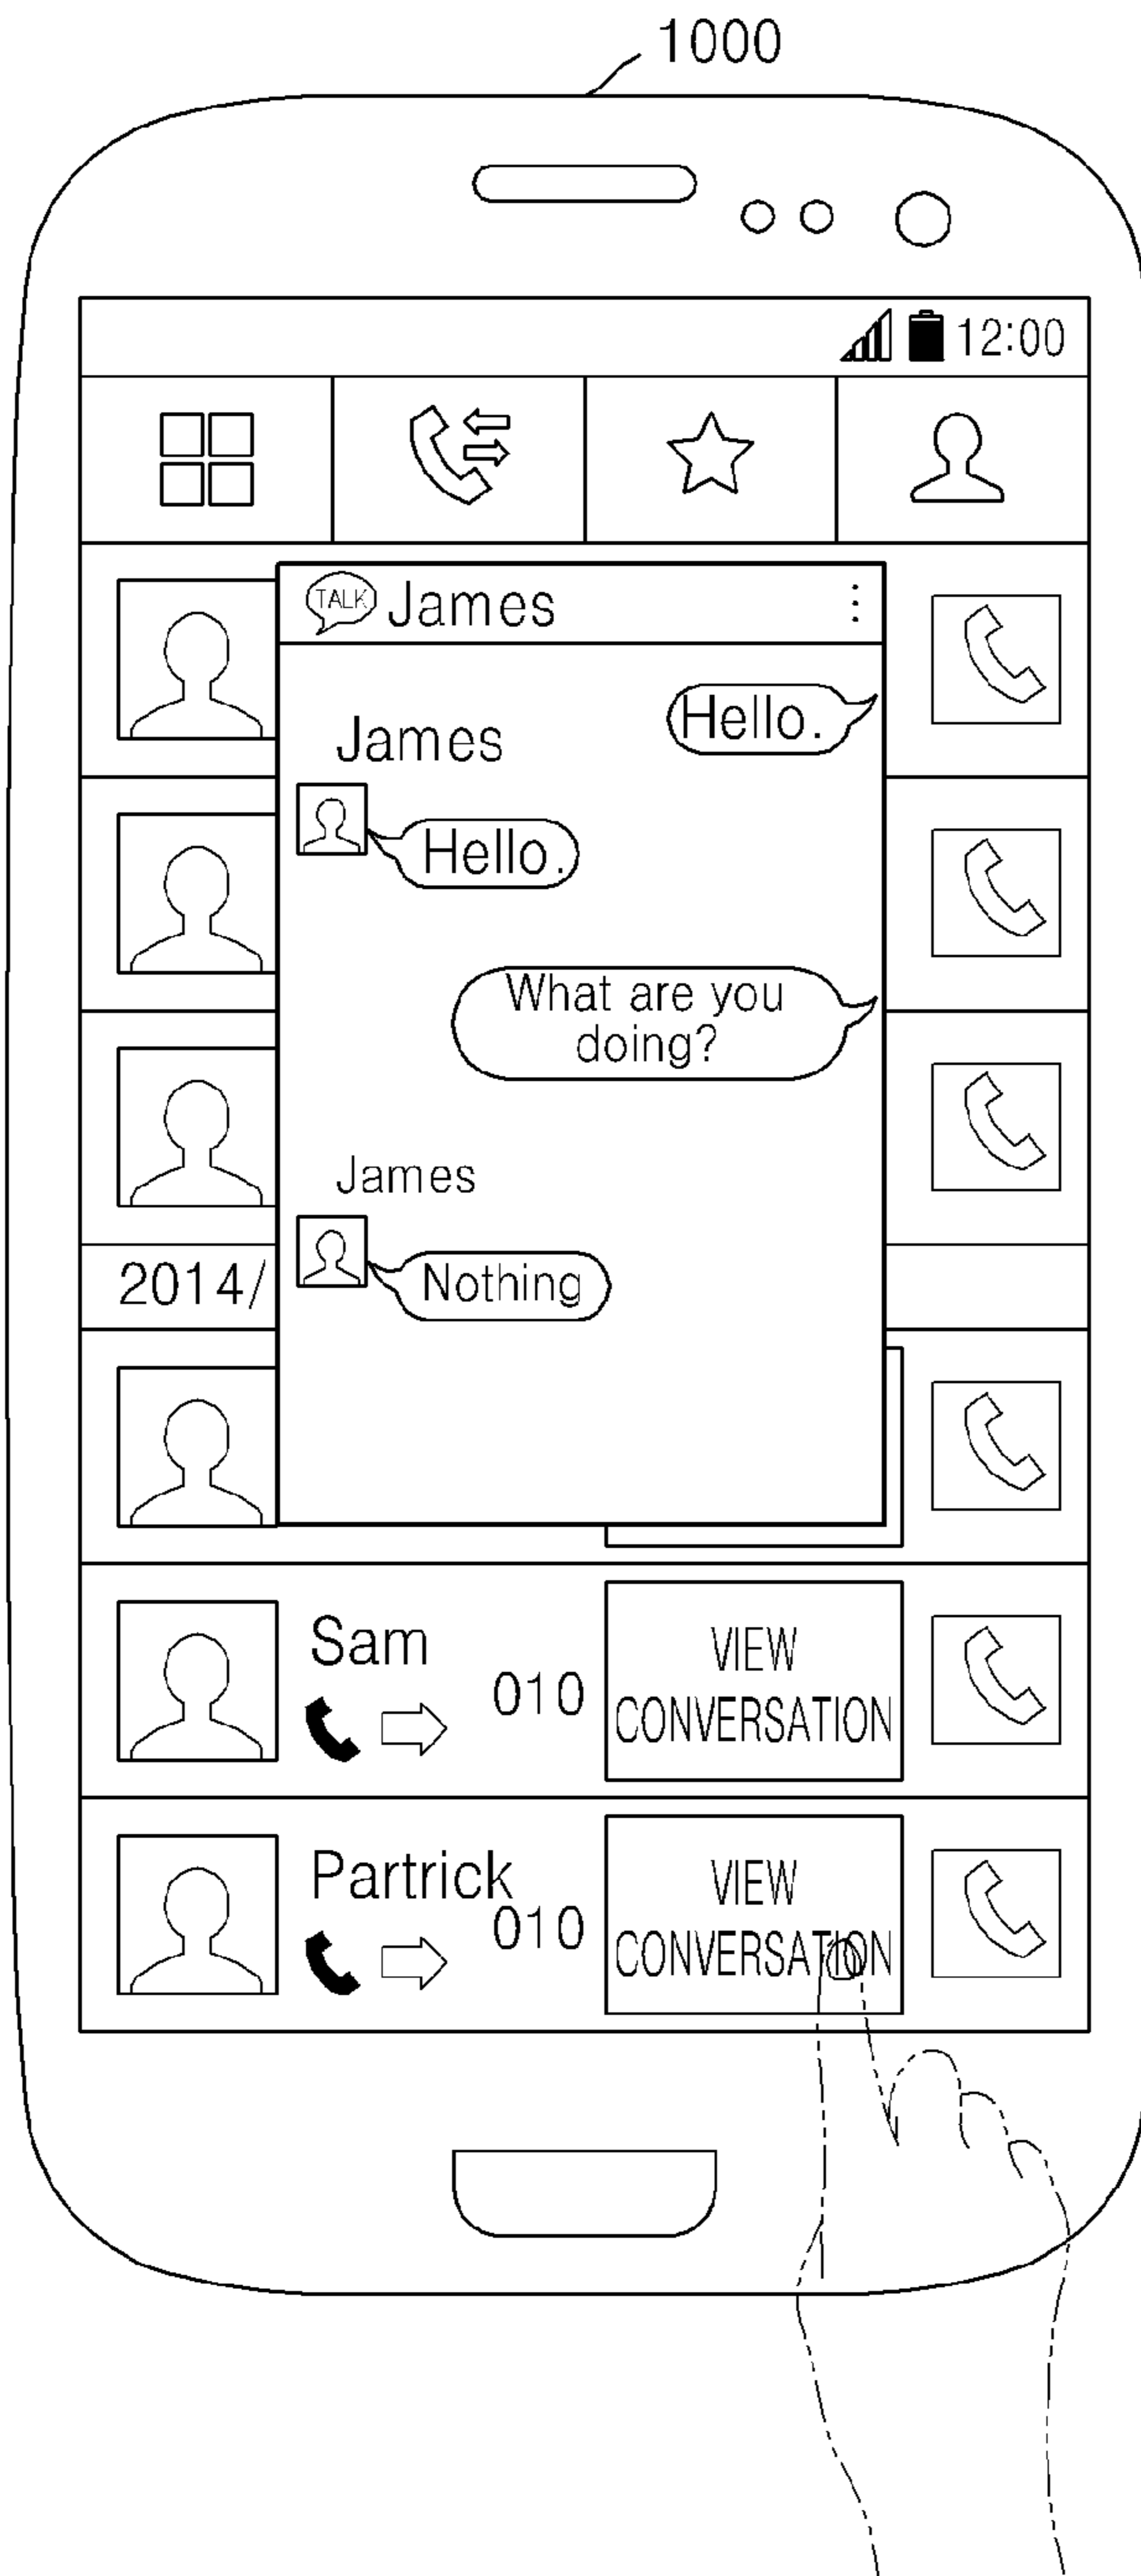 1000
12:00
TALK James
Hello.
James
Hello.
What are you
doing?
James
Nothing
2014/
Sam
010
VIEW
CONVERSATION
Partrick
010
VIEW
CONVERSATION